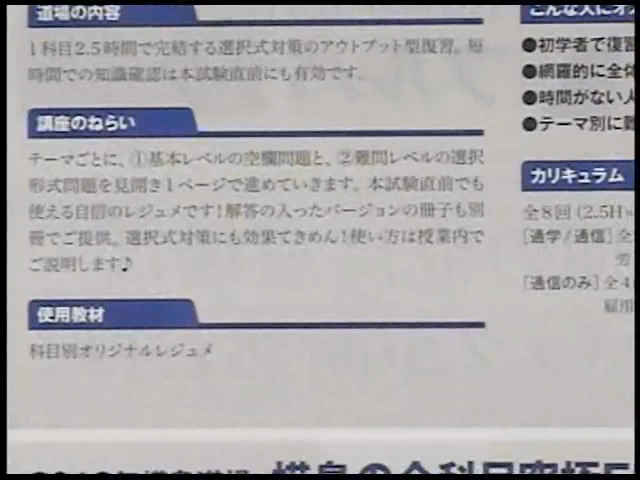 道場の内容
1科目2.5時間で完結する選択式対策のアウトプット型復習。短
時間での知識確認は本試験直前にも有効です。
講座のねらい
テーマごとに、①基本レベルの空欄問題と、②難問レベルの選択
形式問題を見開き1ページで進めていきます。本試験直前でも
使える自信のレジュメです!解答の入ったバージョンの冊子も別
冊でご提供。選択式対策にも効果てきめん!使い方は授業内で
ご説明します♪
使用教材
科目別オリジナルレジュメ
こんな人にオ
●初学者で復習
●網羅的に全体
●時間がない人
●テーマ別に
カリキュラム
全8回(2.5H
[通学/通信]全
労
[通信のみ]全4
雇用